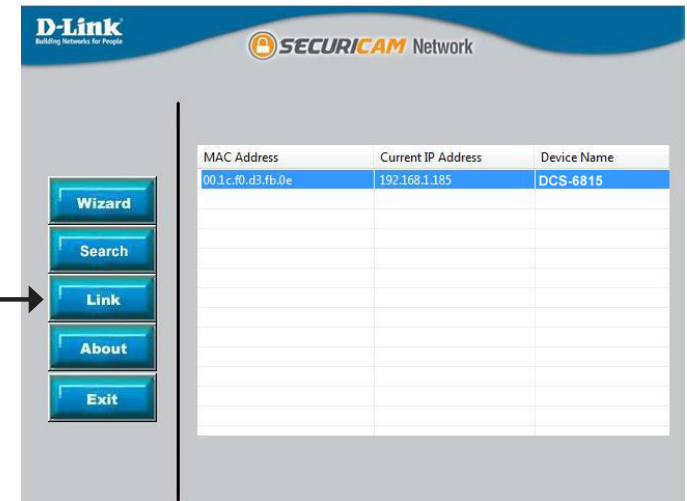 D-Link
Building Networks for People
SECURICAM Network
MAC Address Current IP Address Device Name
00.1c.f0.d3.fb.0e 192.168.1.185 DCS-6815
Wizard
Search
Link
About
Exit